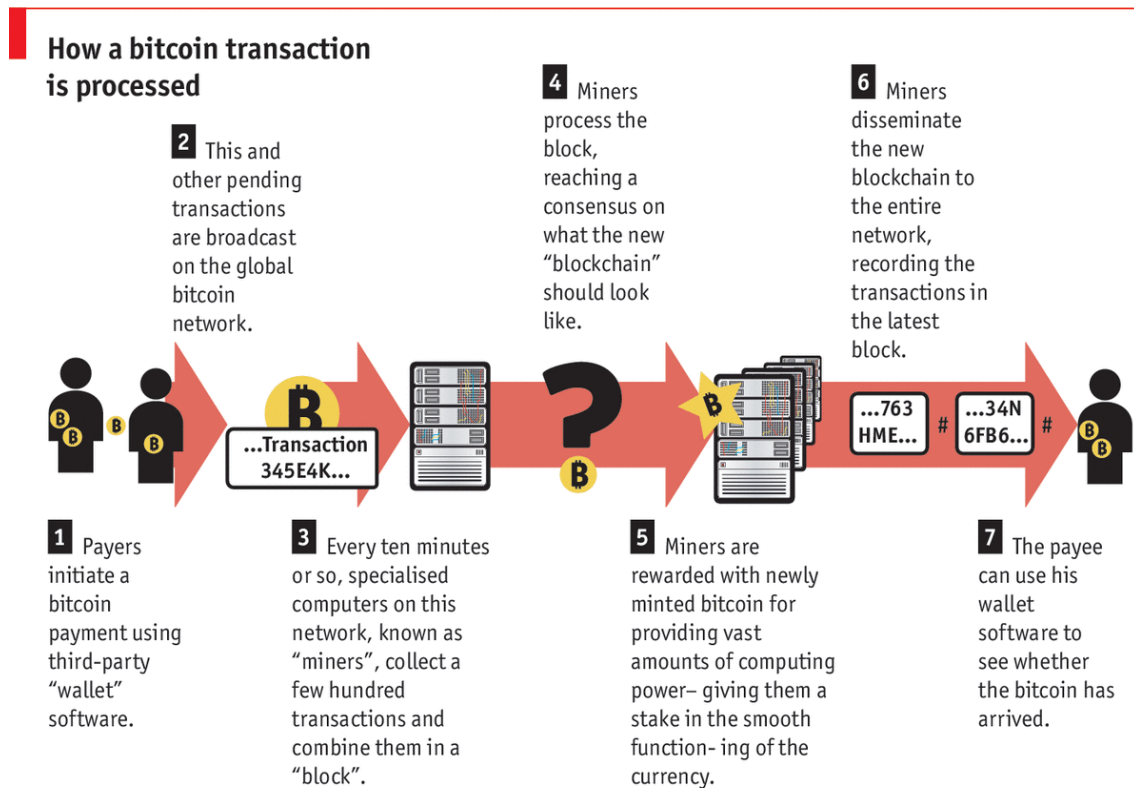 How a bitcoin transaction
is processed
1 Payers
initiate a
bitcoin
payment using
third-party
“wallet”
software.
2 This and
other pending
transactions
are broadcast
on the global
bitcoin
network.
3 Every ten minutes
or so, specialised
computers on this
network, known as
“miners”, collect a
few hundred
transactions and
combine them in a
“block”.
4 Miners
process the
block,
reaching a
consensus on
what the new
“blockchain”
should look
like.
5 Miners are
rewarded with newly
minted bitcoin for
providing vast
amounts of computing
power– giving them a
stake in the smooth
function- ing of the
currency.
6 Miners
disseminate
the new
blockchain to
the entire
network,
recording the
transactions in
the latest
block.
7 The payee
can use his
wallet
software to
see whether
the bitcoin has
arrived.
₿
₿
₿
₿
₿
...Transaction
345E4K...
?
₿
₿
...763
HME...
#
...34N
6FB6...
#
₿
₿